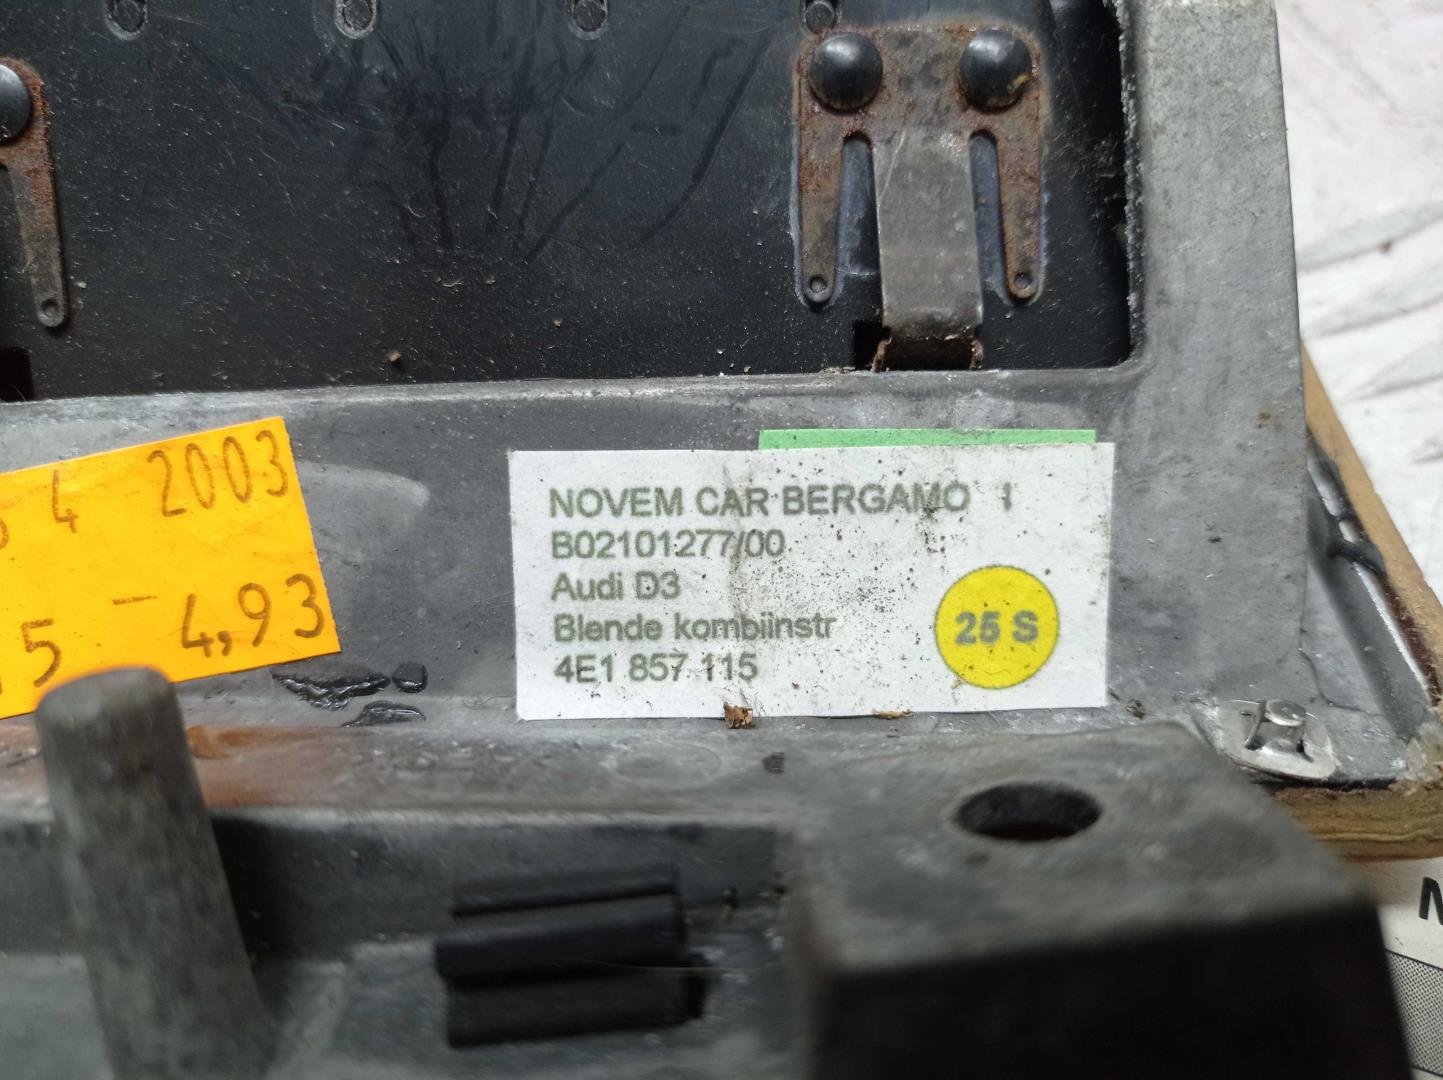 4 2003
5 - 4,93
NOVEM CAR BERGAMO I
B02101277/00
Audi D3
Blende kombiinstr
4E1 857 115
25 S